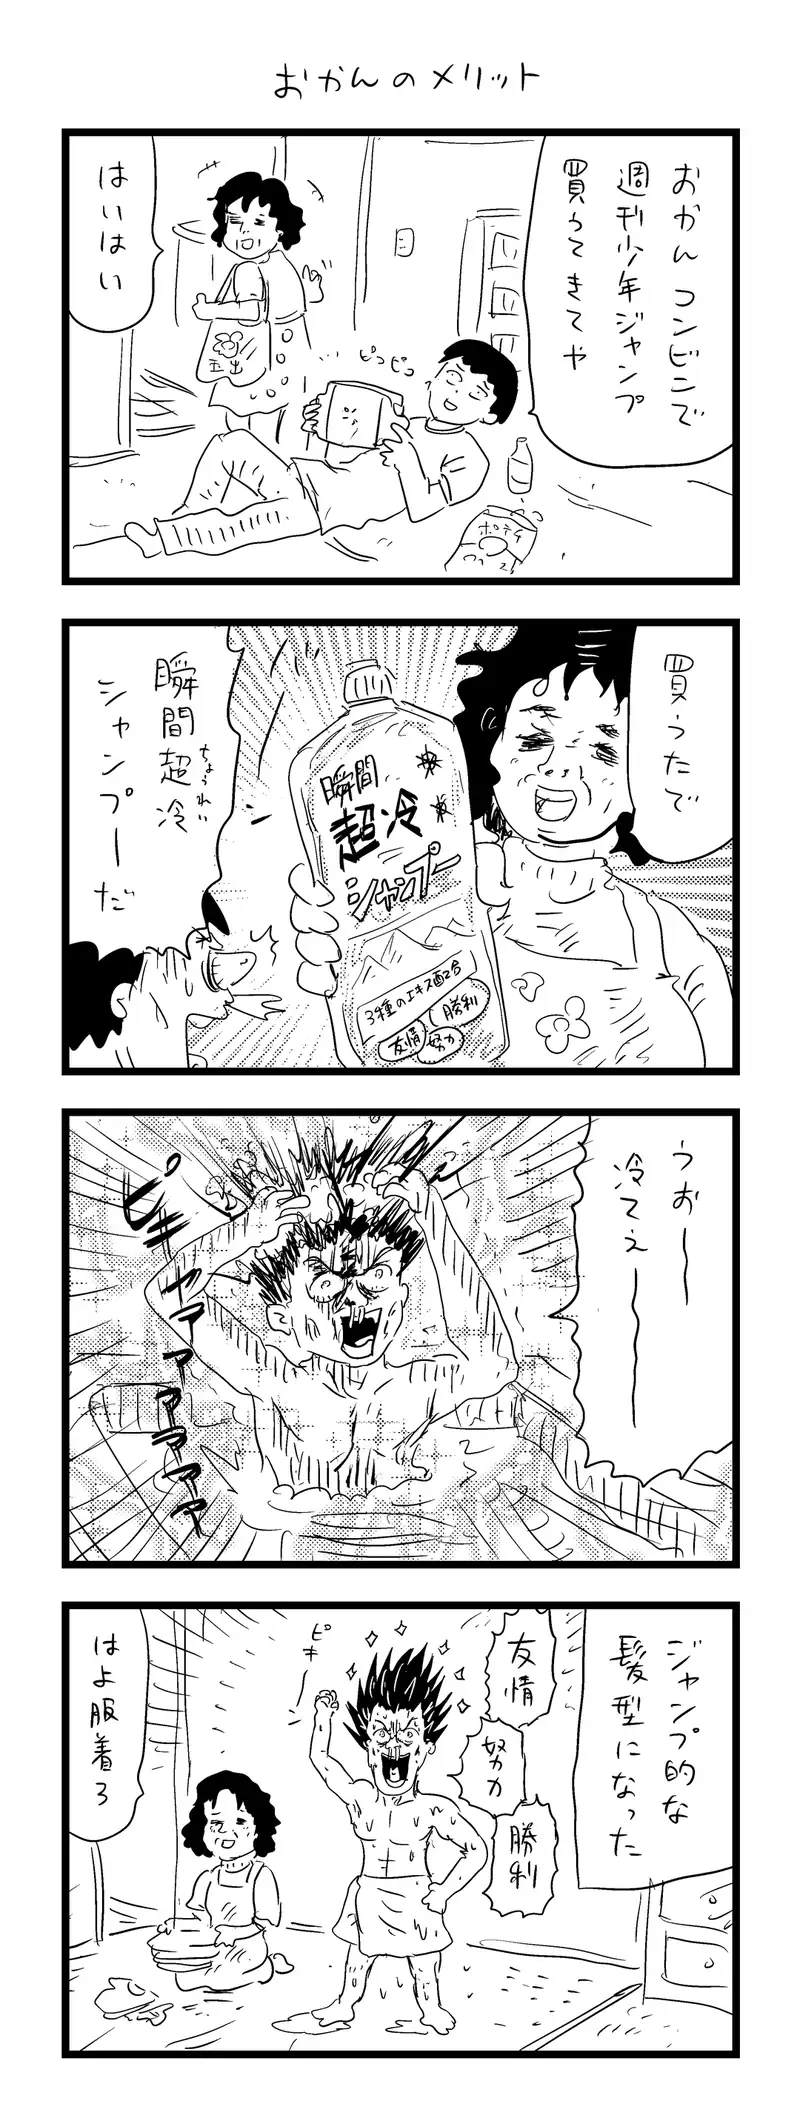 おかんのメリット
おかんコンビニで
週刊少年ジャンプ
買うてきてや
はいはい
玉出
ピコピコ
ポテチ
買うたで
瞬間
超冷
シャンプー
3種のエキス配合
勝利
友情
努力
瞬間超冷
ちょうれい
シャンプーだ
うおー
冷てえー
ピキャアアアアアア
ジャンプ的な
髪型になった
友情
努力
勝利
ピキーン
はよ服着ろ